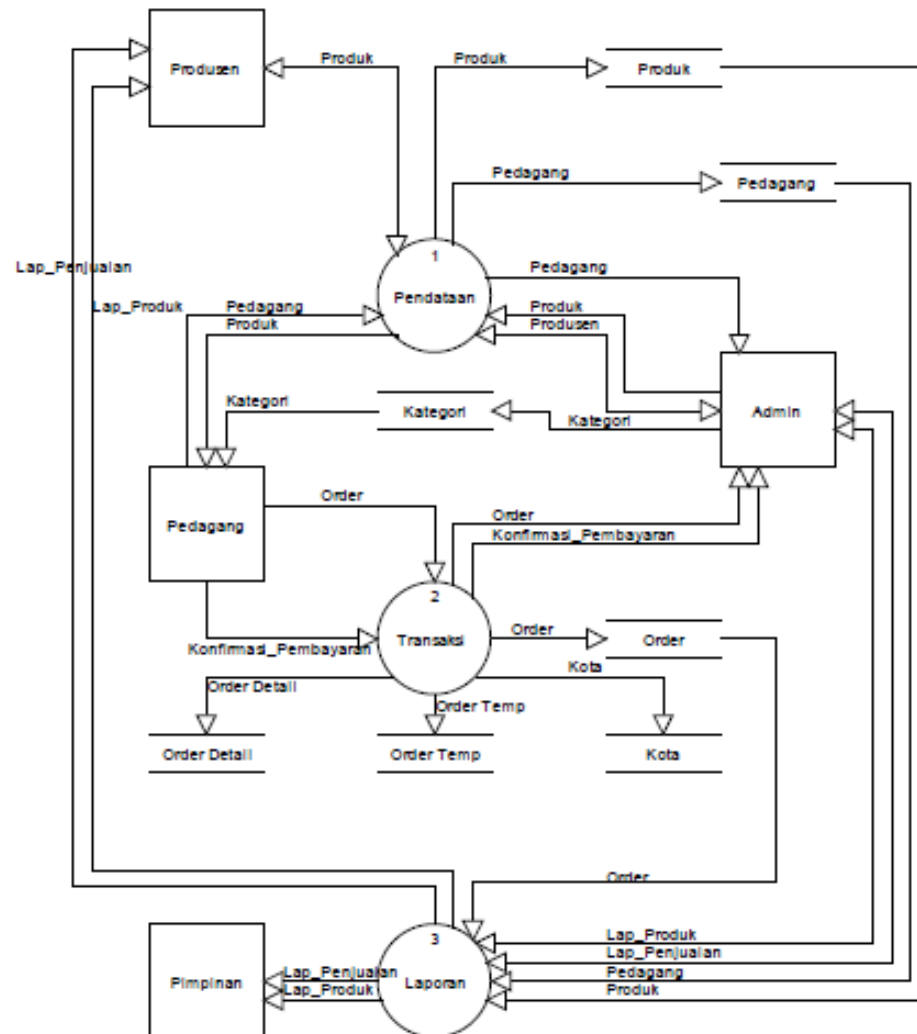 Produk
Produk
Produsen
Produk
Pedagang
Pedagang
1
Lap_Penjualan
Pedagang
Pendataan
Lap_Produk
Pedagang
Produk
Produk
Produsen
Kategori
Kategori
Kategori
Admin
Order
Order
Pedagang
Konfirmasi_Pembayaran
2
Order
Transaksi
Order
Konfirmasi_Pembayaran
Kota
Order Detail
Order Temp
Order Detail
Order Temp
Kota
Order
3
Lap_Produk
Lap_Penjualan
Lap_Penjualan
Pedagang
Pimpinan
Laporan
Lap_Produk
Produk